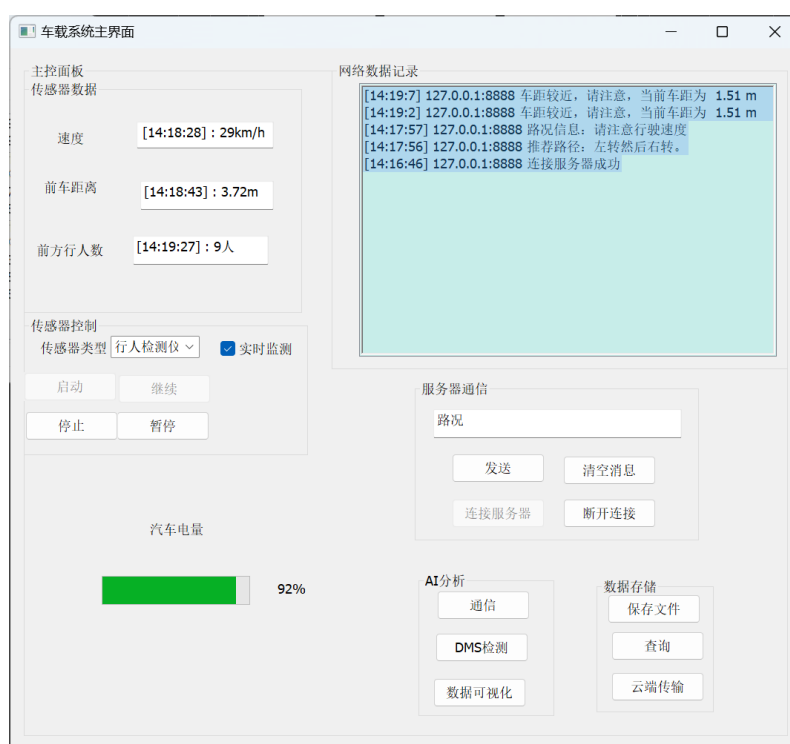 车载系统主界面
主控面板
传感器数据
速度
[14:18:28] : 29km/h
前车距离
[14:18:43] : 3.72m
前方行人数
[14:19:27] : 9人
传感器控制
传感器类型
行人检测仪
实时监测
启动
继续
停止
暂停
汽车电量
92%
网络数据记录
[14:19:7] 127.0.0.1:8888 车距较近，请注意，当前车距为 1.51 m
[14:19:2] 127.0.0.1:8888 车距较近，请注意，当前车距为 1.51 m
[14:17:57] 127.0.0.1:8888 路况信息：请注意行驶速度
[14:17:56] 127.0.0.1:8888 推荐路径：左转然后右转。
[14:16:46] 127.0.0.1:8888 连接服务器成功
服务器通信
路况
发送
清空消息
连接服务器
断开连接
AI分析
通信
DMS检测
数据可视化
数据存储
保存文件
查询
云端传输